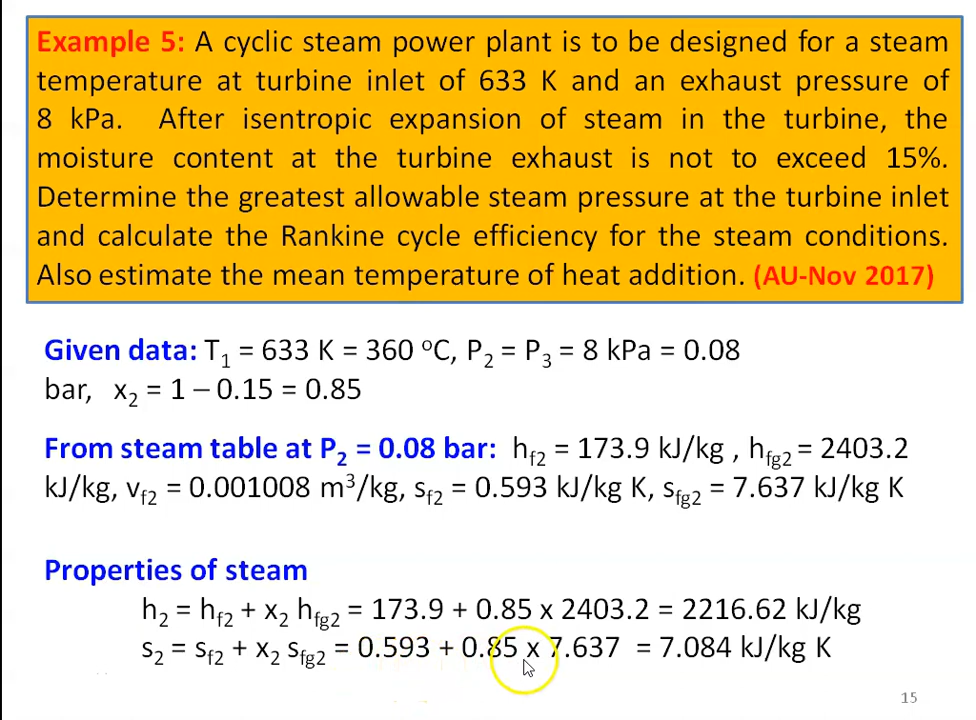 Example 5: A cyclic steam power plant is to be designed for a steam
temperature at turbine inlet of 633 K and an exhaust pressure of
8 kPa. After isentropic expansion of steam in the turbine, the
moisture content at the turbine exhaust is not to exceed 15%.
Determine the greatest allowable steam pressure at the turbine inlet
and calculate the Rankine cycle efficiency for the steam conditions.
Also estimate the mean temperature of heat addition. (AU-Nov 2017)
Given data: T₁ = 633 K = 360 ᵒC, P₂ = P₃ = 8 kPa = 0.08
bar, x₂ = 1 – 0.15 = 0.85
From steam table at P₂ = 0.08 bar: hf2 = 173.9 kJ/kg , hfg2 = 2403.2
kJ/kg, vf2 = 0.001008 m³/kg, sf2 = 0.593 kJ/kg K, sfg2 = 7.637 kJ/kg K
Properties of steam
h₂ = hf2 + x₂ hfg2 = 173.9 + 0.85 x 2403.2 = 2216.62 kJ/kg
s₂ = sf2 + x₂ sfg2 = 0.593 + 0.85 x 7.637 = 7.084 kJ/kg K
15